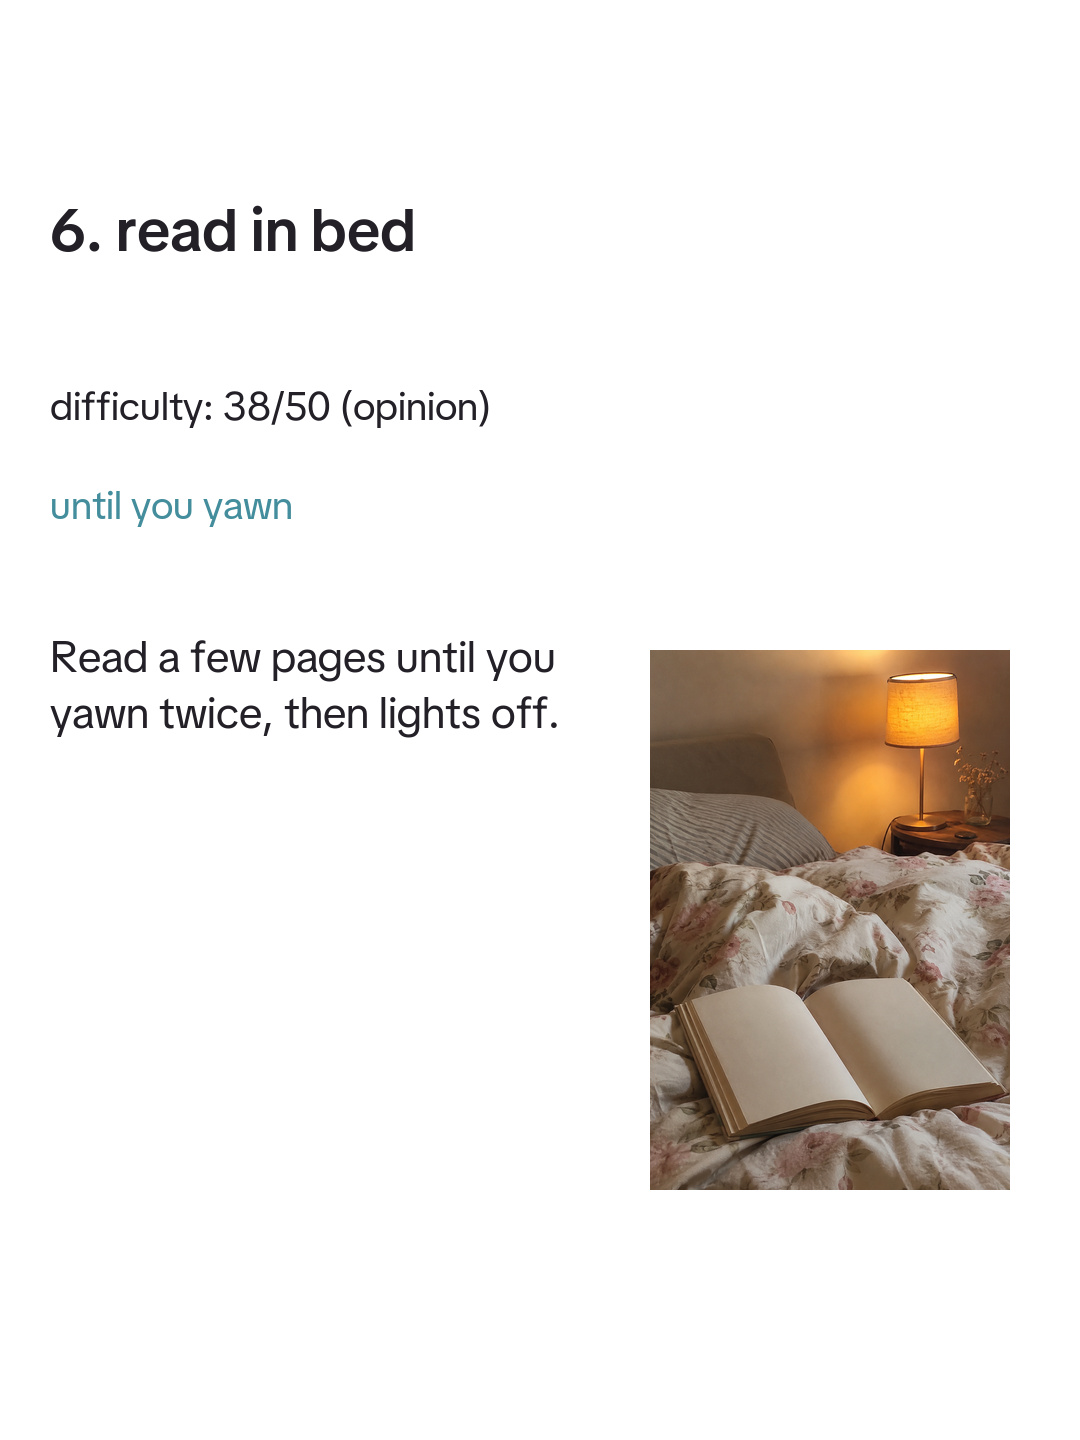 6. read in bed
difficulty: 38/50 (opinion)
until you yawn
Read a few pages until you
yawn twice, then lights off.